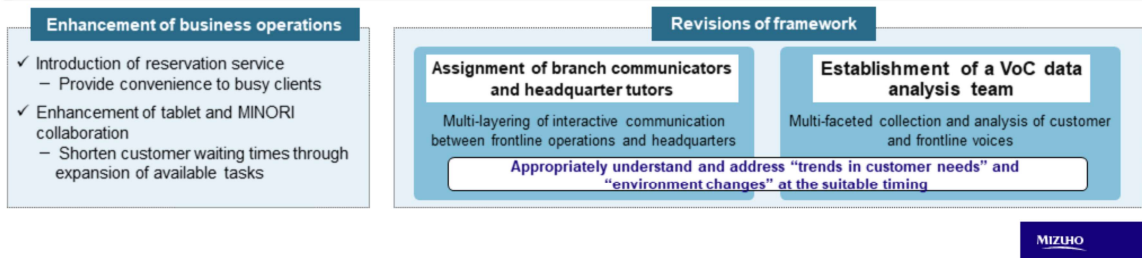 Enhancement of business operations
✓ Introduction of reservation service
− Provide convenience to busy clients
✓ Enhancement of tablet and MINORI
collaboration
− Shorten customer waiting times through
expansion of available tasks
Revisions of framework
Assignment of branch communicators
and headquarter tutors
Multi-layering of interactive communication
between frontline operations and headquarters
Establishment of a VoC data
analysis team
Multi-faceted collection and analysis of customer
and frontline voices
Appropriately understand and address “trends in customer needs” and
“environment changes” at the suitable timing
MIZUHO